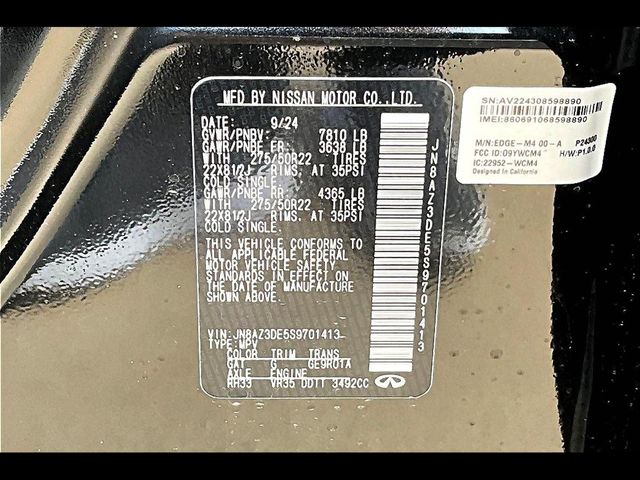 MFD BY NISSAN MOTOR CO.,LTD.
DATE: 9/24
GVWR/PNBV: 7810 LB
GAWR/PNBE FR: 3638 LB
WITH 275/50R22 TIRES
22X81/2J RIMS, AT 35PSI
COLD SINGLE
GAWR/PNBE RR: 4365 LB
WITH 275/50R22 TIRES
22X8 1/2J RIMS, AT 35PSI
COLD SINGLE.
THIS VEHICLE CONFORMS TO
ALL APPLICABLE FEDERAL
MOTOR VEHICLE SAFETY
STANDARDS IN EFFECT ON
THE DATE OF MANUFACTURE
SHOWN ABOVE.
VIN: JN8AZ3DE5S9701413
TYPE: MPV
COLOR TRIM TRANS
GAT G GE9R01A
AXLE ENGINE
RH33 VR35 DDTT 3492CC
JN8AZ3DE5S9701413
SN:AV224308598890
IMEI:860691068598890
M/N:EDGE-M4 00-A P24300
FCC ID:O9YWCM4 H/W:P1.0.0
IC:22952-WCM4
Designed in California